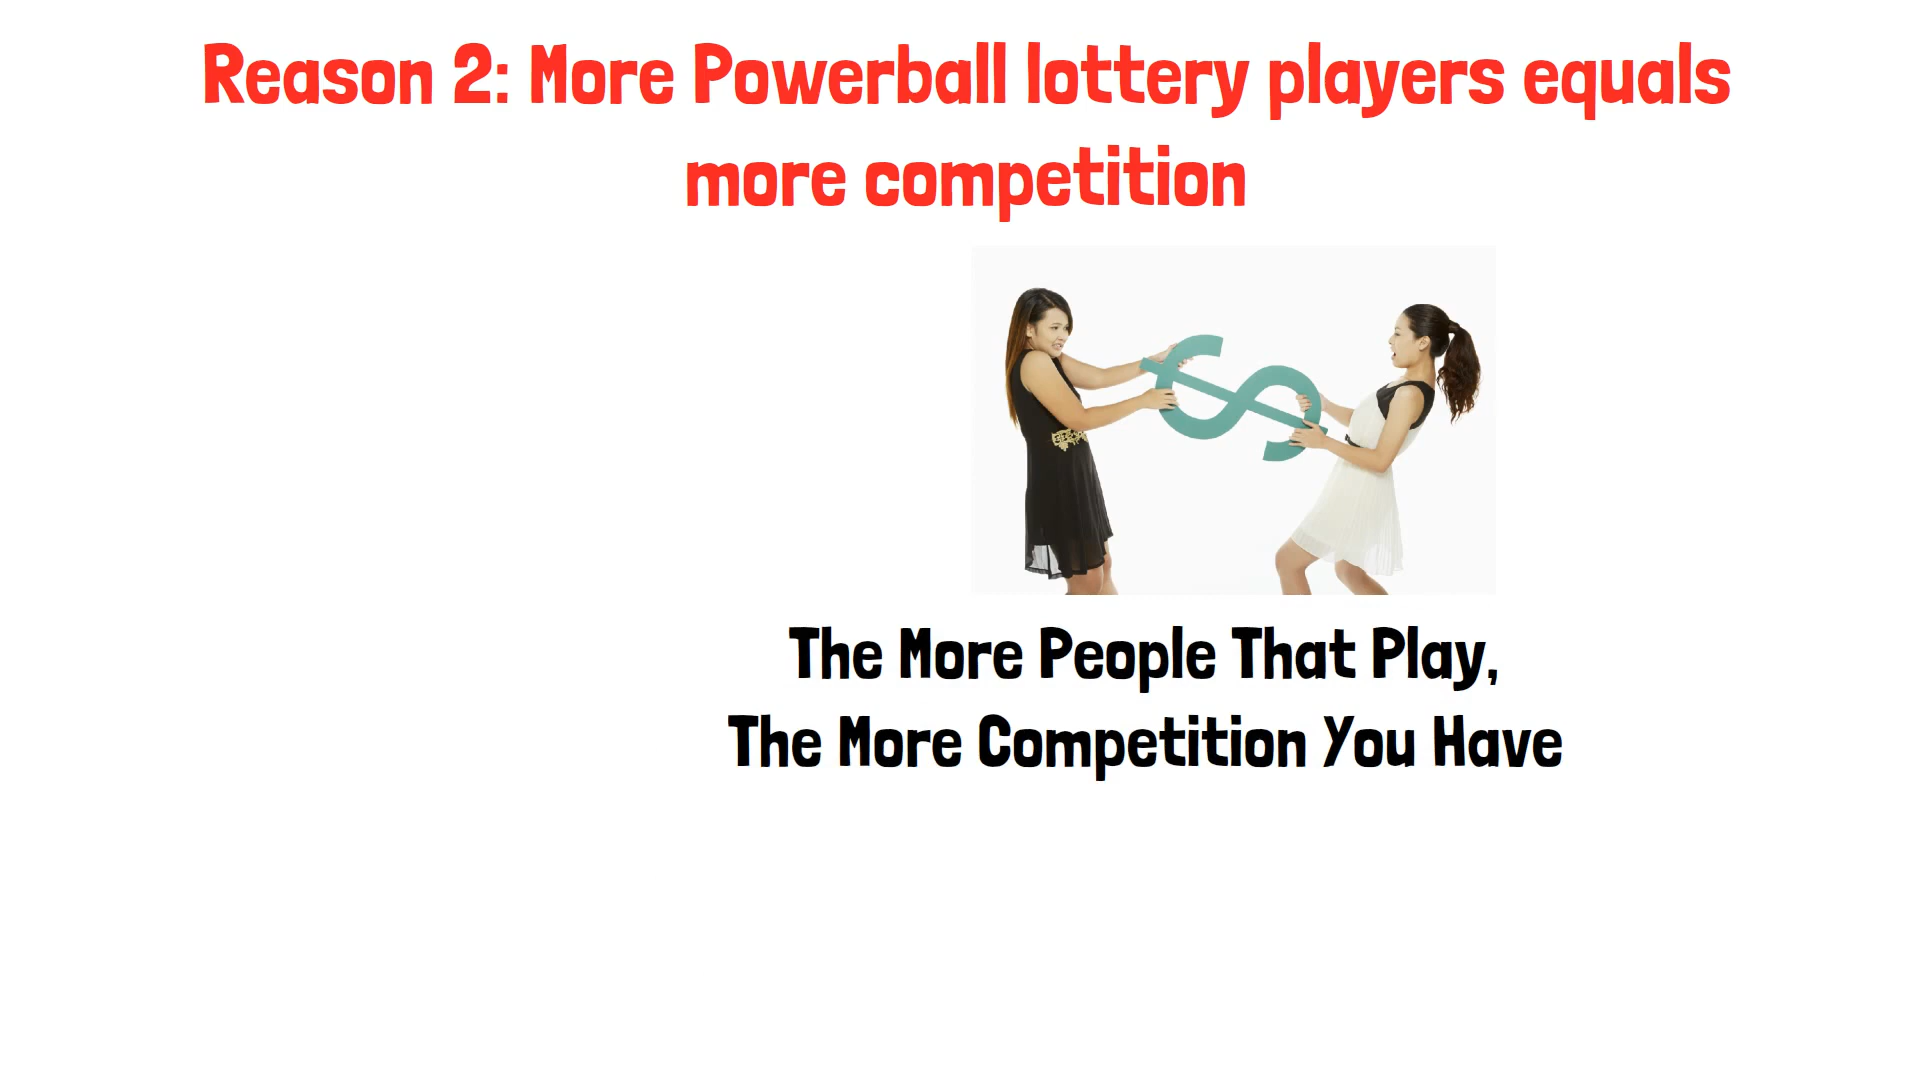 Reason 2: More Powerball lottery players equals
more competition
The More People That Play,
The More Competition You Have